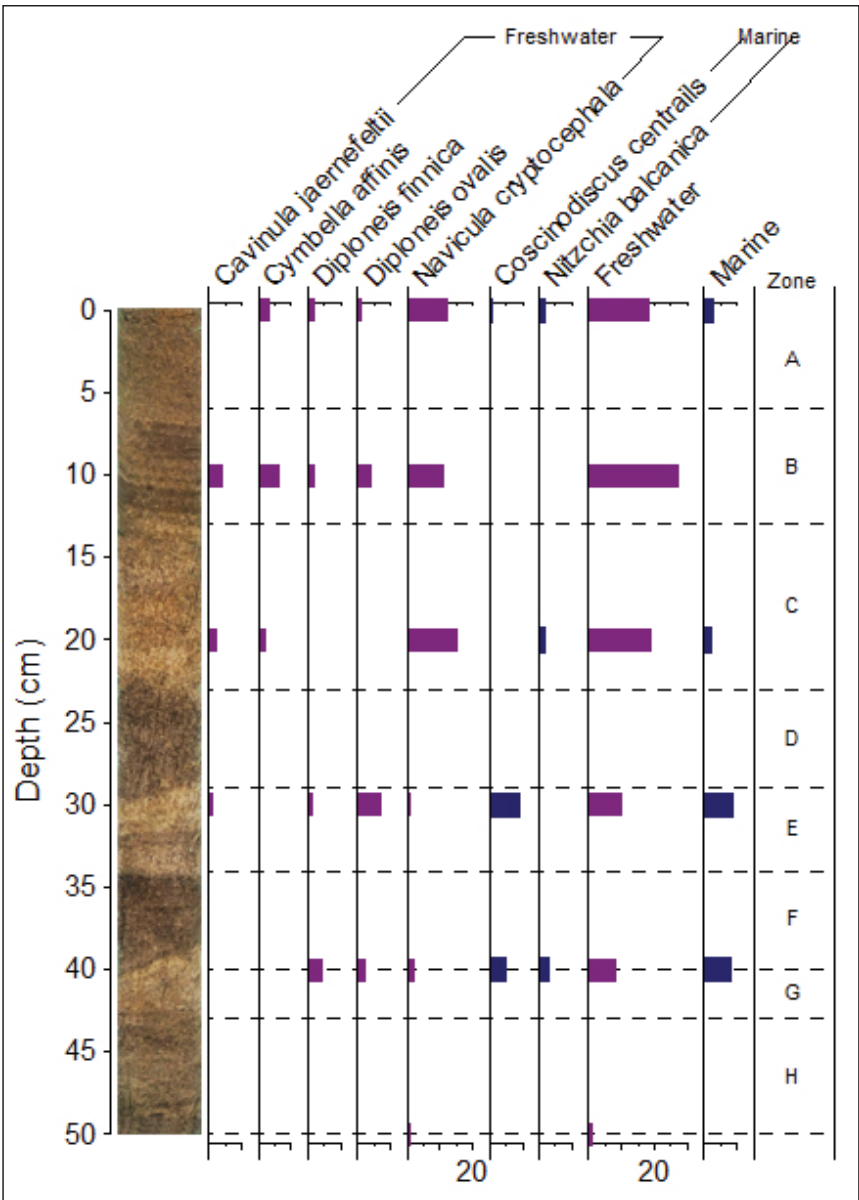 Freshwater
Marine
Cavinula jaernefeltii
Cymbella affinis
Diploneis finnica
Diploneis ovalis
Navicula cryptocephala
Coscinodiscus centrails
Nitzchia balcanica
Freshwater
Marine
Zone
0
5
10
15
20
25
30
35
40
45
50
Depth (cm)
A
B
C
D
E
F
G
H
20
20